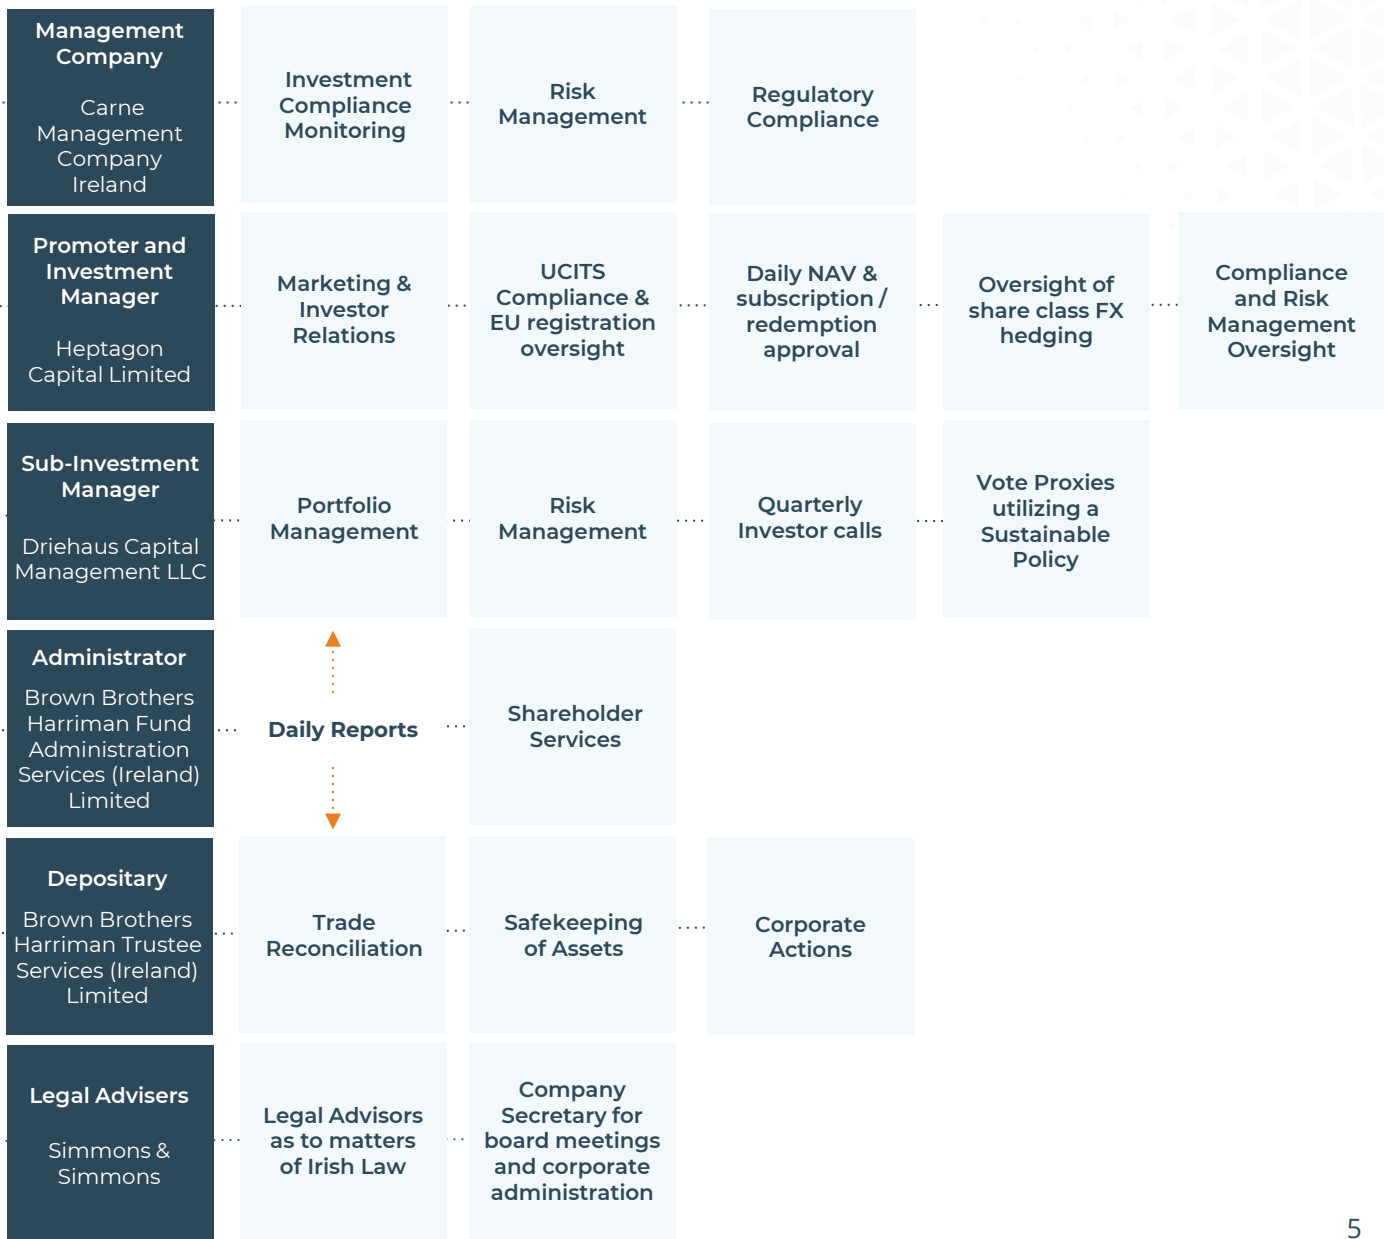 Management
Company
Carne
Management
Company
Ireland
Investment
Compliance
Monitoring
Risk
Management
Regulatory
Compliance
Promoter and
Investment
Manager
Heptagon
Capital Limited
Marketing &
Investor
Relations
UCITS
Compliance &
EU registration
oversight
Daily NAV &
subscription /
redemption
approval
Oversight of
share class FX
hedging
Compliance
and Risk
Management
Oversight
Sub-Investment
Manager
Driehaus Capital
Management LLC
Portfolio
Management
Risk
Management
Quarterly
Investor calls
Vote Proxies
utilizing a
Sustainable
Policy
Administrator
Brown Brothers
Harriman Fund
Administration
Services (Ireland)
Limited
Daily Reports
Shareholder
Services
Depositary
Brown Brothers
Harriman Trustee
Services (Ireland)
Limited
Trade
Reconciliation
Safekeeping
of Assets
Corporate
Actions
Legal Advisers
Simmons &
Simmons
Legal Advisors
as to matters
of Irish Law
Company
Secretary for
board meetings
and corporate
administration
5